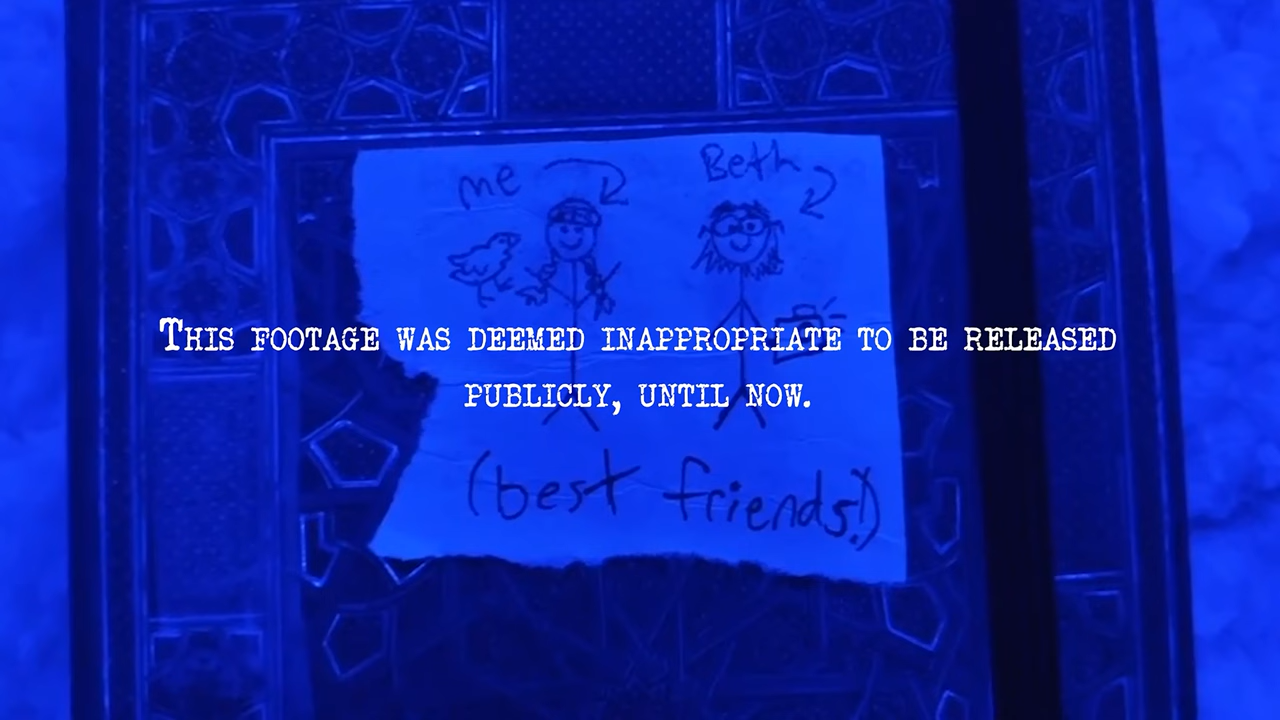 me Beth
This footage was deemed inappropriate to be released
publicly, until now.
(best friends!)